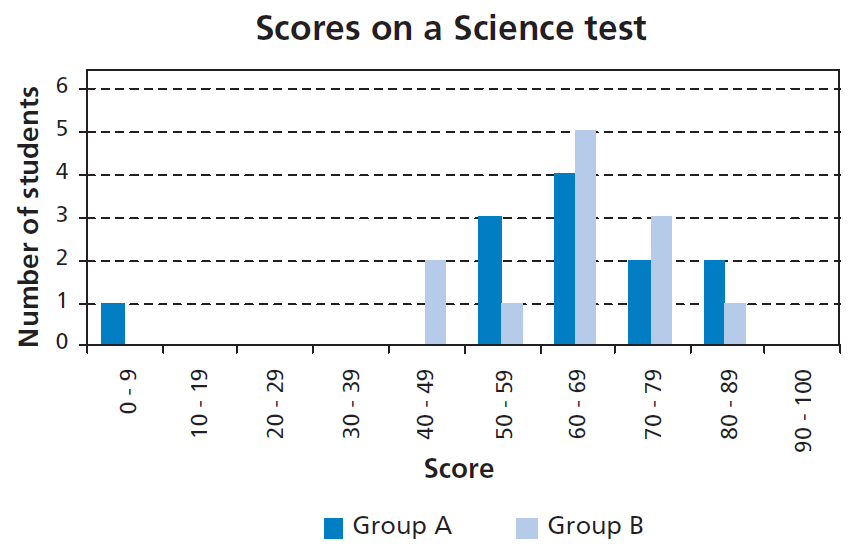 Scores on a Science test
Number of students
6
5
4
3
2
1
0
0 - 9
10 - 19
20 - 29
30 - 39
40 - 49
50 - 59
60 - 69
70 - 79
80 - 89
90 - 100
Score
Group A
Group B